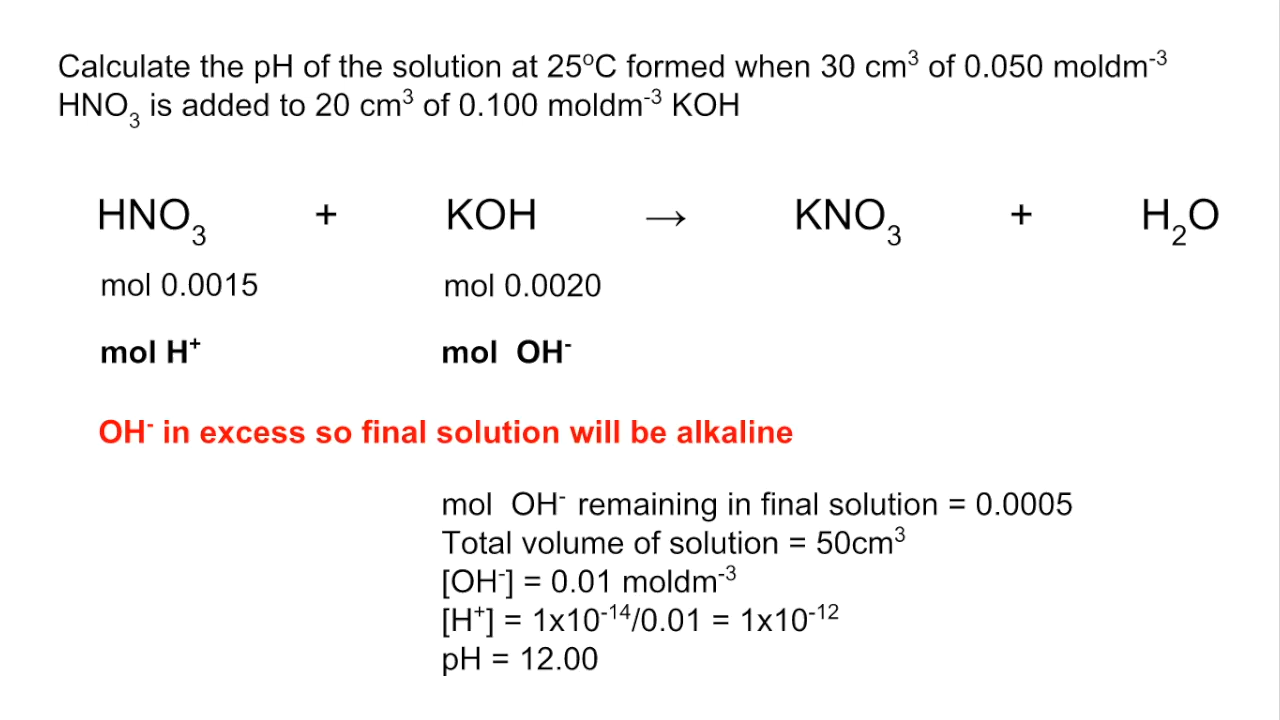 Calculate the pH of the solution at 25ºC formed when 30 cm³ of 0.050 moldm⁻³
HNO₃ is added to 20 cm³ of 0.100 moldm⁻³ KOH
HNO₃ + KOH → KNO₃ + H₂O
mol 0.0015 mol 0.0020
mol H⁺ mol OH⁻
OH⁻ in excess so final solution will be alkaline
mol OH⁻ remaining in final solution = 0.0005
Total volume of solution = 50cm³
[OH⁻] = 0.01 moldm⁻³
[H⁺] = 1x10⁻¹⁴/0.01 = 1x10⁻¹²
pH = 12.00